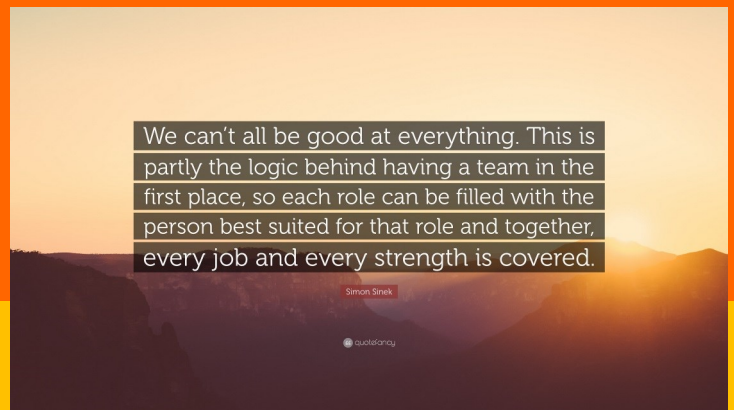 We can't all be good at everything. This is
partly the logic behind having a team in the
first place, so each role can be filled with the
person best suited for that role and together,
every job and every strength is covered.
Simon Sinek
quotefancy